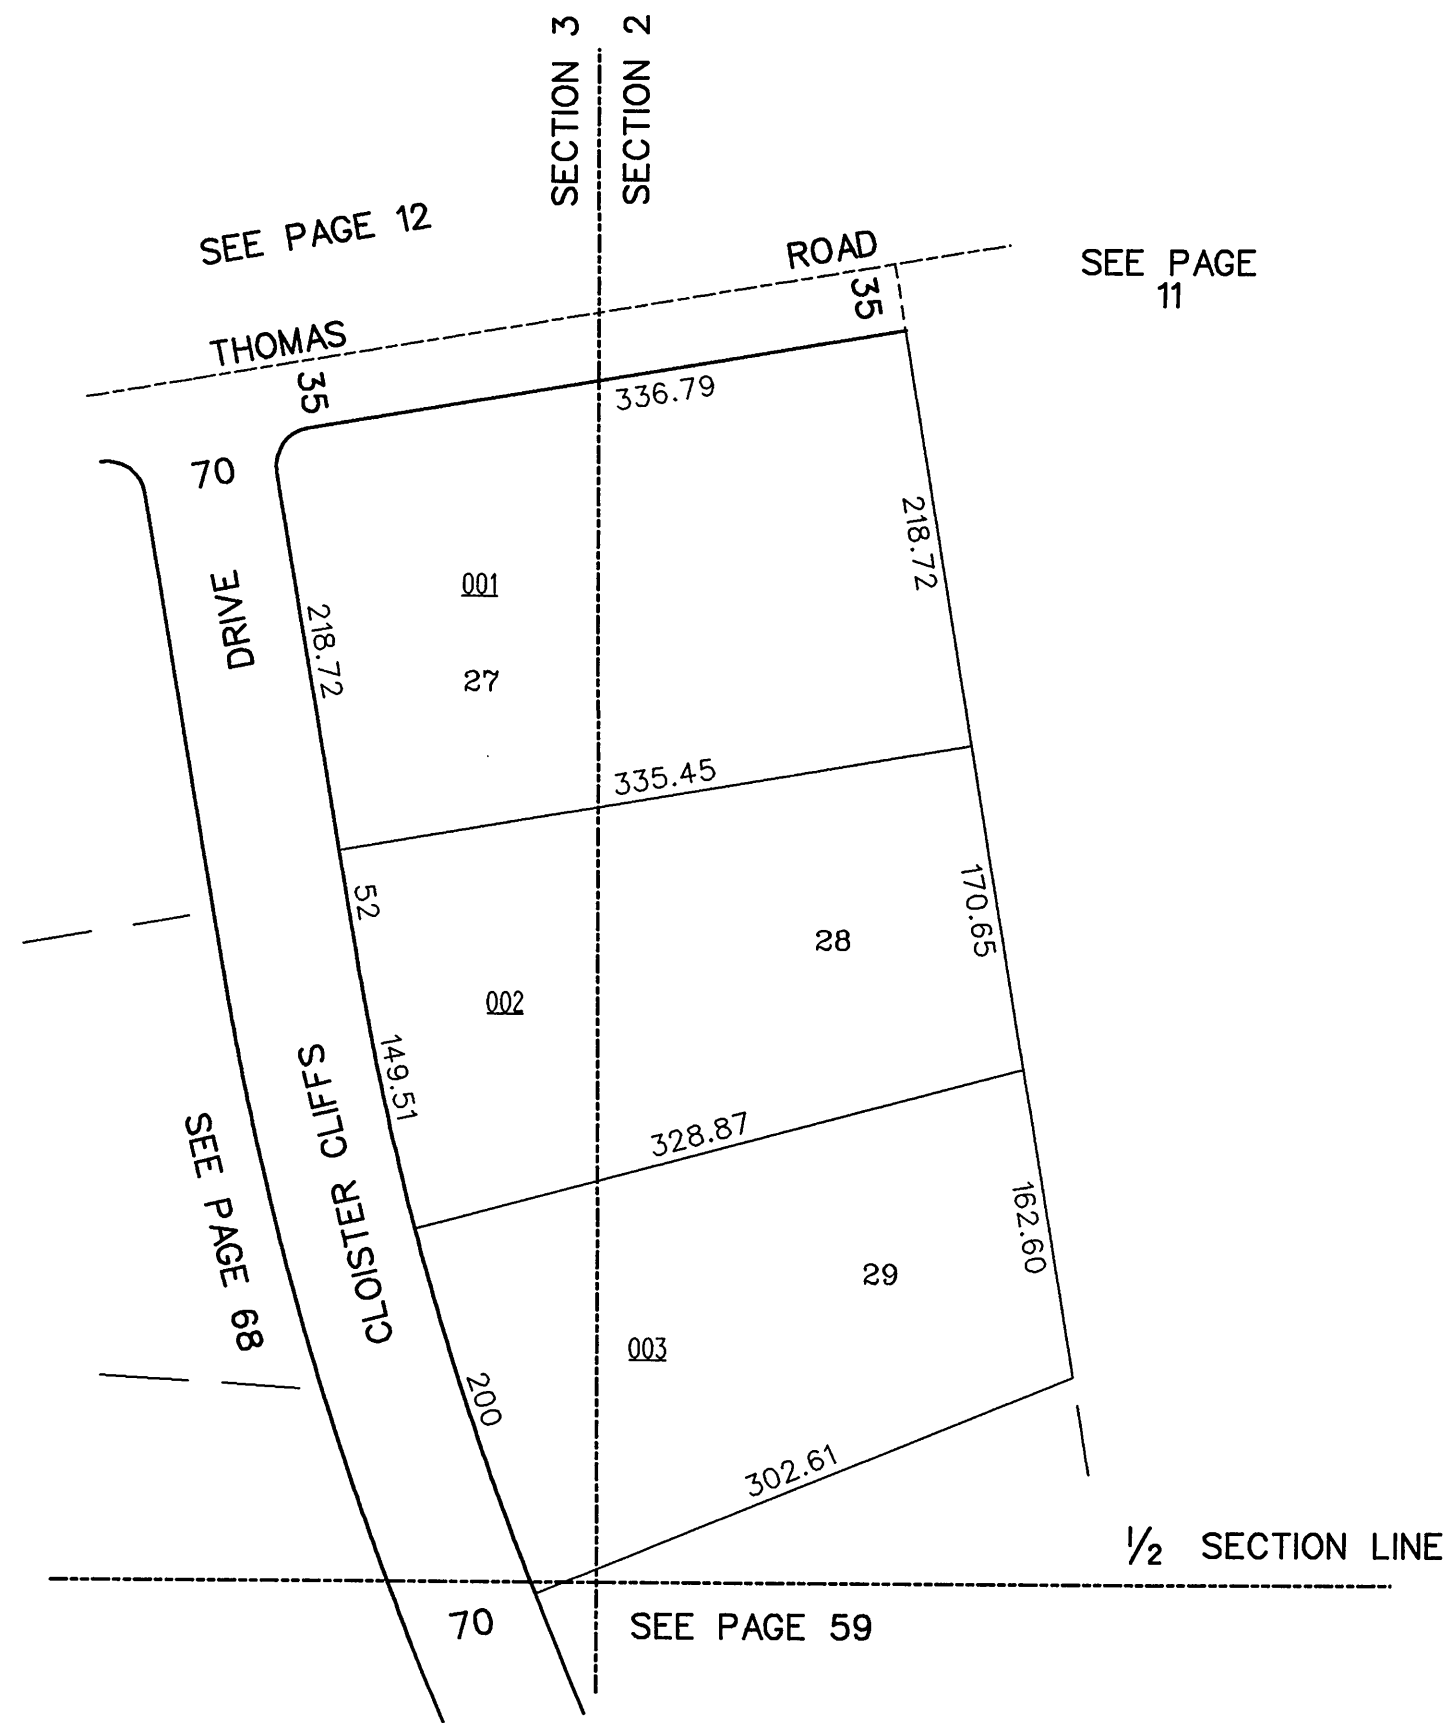 SECTION 3
SECTION 2
SEE PAGE 12
ROAD
SEE PAGE
11
35
THOMAS
35
336.79
70
218.72
DRIVE
001
218.72
27
335.45
52
170.65
28
002
149.51
CLOISTER CLIFFS
328.87
SEE PAGE 68
162.60
29
003
200
302.61
1/2 SECTION LINE
70
SEE PAGE 59